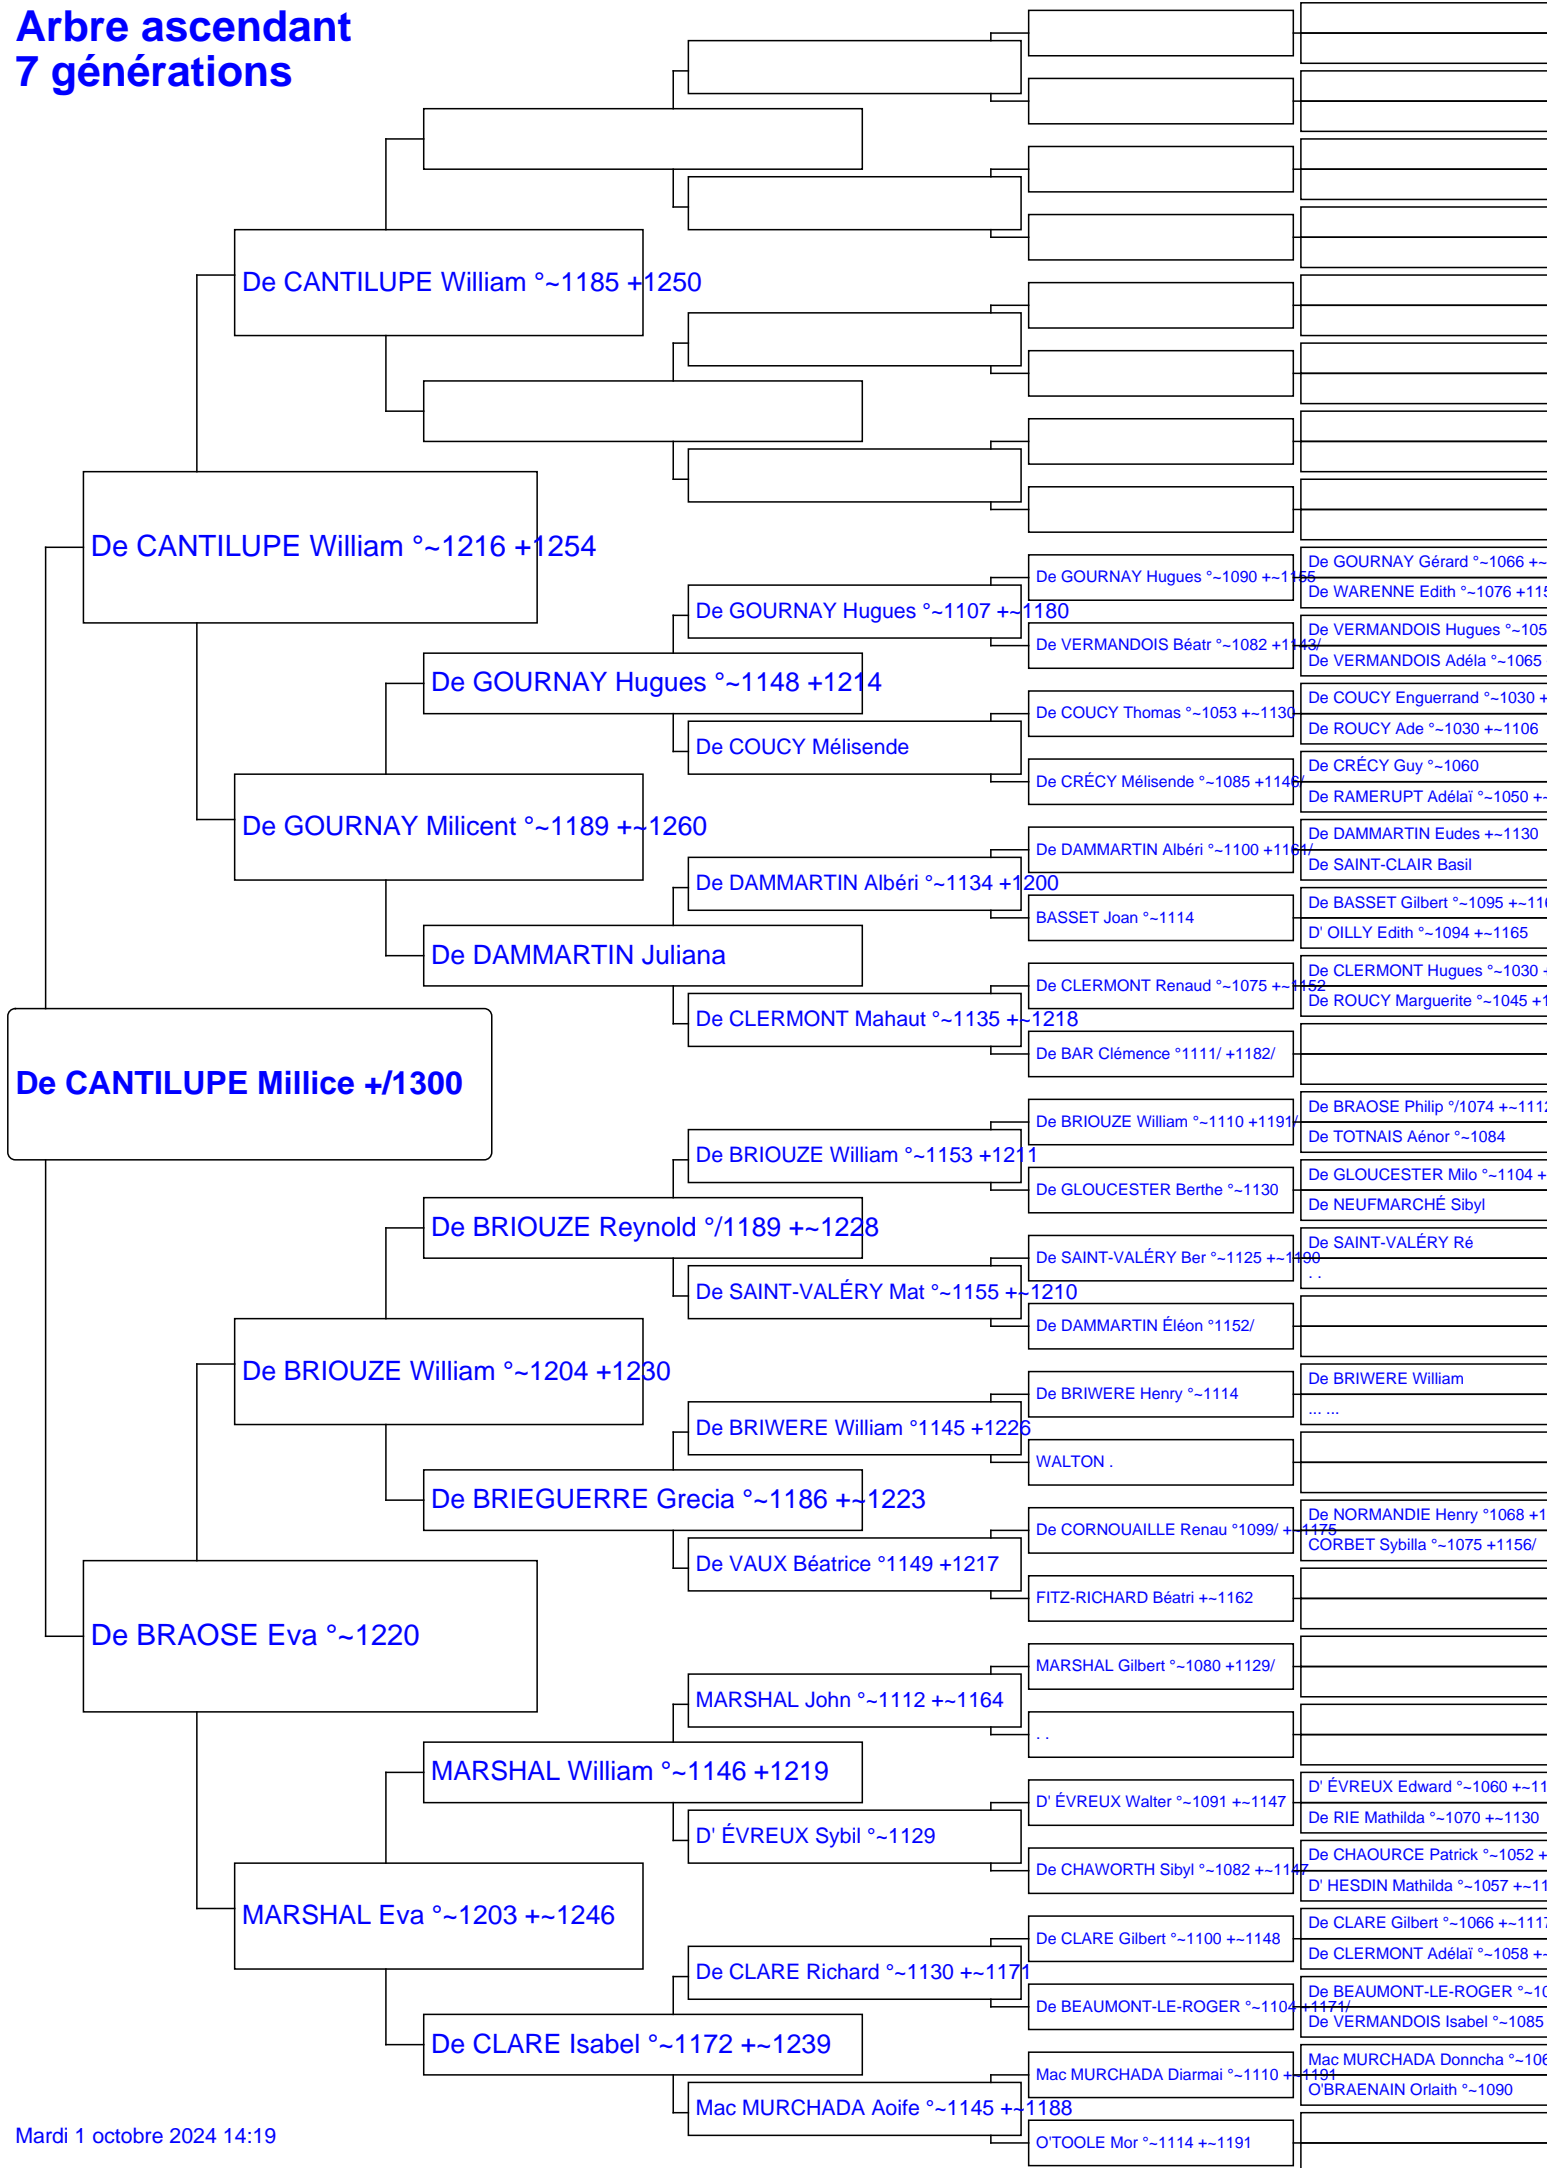 Arbre ascendant
7 générations
De CANTILUPE William °~1185 +1250
De CANTILUPE William °~1216 +1254
De GOURNAY Gérard °~1066 +~
De GOURNAY Hugues °~1090 +~1155
De WARENNE Edith °~1076 +115
De GOURNAY Hugues °~1107 +~1180
De VERMANDOIS Hugues °~105
De VERMANDOIS Béatr °~1082 +1143/
De VERMANDOIS Adéla °~1065
De GOURNAY Hugues °~1148 +1214
De COUCY Enguerrand °~1030 +
De COUCY Thomas °~1053 +~1130
De ROUCY Ade °~1030 +~1106
De COUCY Mélisende
De CRÉCY Guy °~1060
De CRÉCY Mélisende °~1085 +1146/
De RAMERUPT Adélaï °~1050 +~
De GOURNAY Milicent °~1189 +~1260
De DAMMARTIN Eudes +~1130
De DAMMARTIN Albéri °~1100 +1161/
De SAINT-CLAIR Basil
De DAMMARTIN Albéri °~1134 +1200
De BASSET Gilbert °~1095 +~116
BASSET Joan °~1114
D' OILLY Edith °~1094 +~1165
De DAMMARTIN Juliana
De CLERMONT Hugues °~1030 +
De CLERMONT Renaud °~1075 +~1152
De ROUCY Marguerite °~1045 +1
De CLERMONT Mahaut °~1135 +~1218
De BAR Clémence °1111/ +1182/
De CANTILUPE Millice +/1300
De BRAOSE Philip °/1074 +~1112
De BRIOUZE William °~1110 +1191/
De TOTNAIS Aénor °~1084
De BRIOUZE William °~1153 +1211
De GLOUCESTER Milo °~1104 +
De GLOUCESTER Berthe °~1130
De NEUFMARCHÉ Sibyl
De BRIOUZE Reynold °/1189 +~1228
De SAINT-VALÉRY Ré
De SAINT-VALÉRY Ber °~1125 +~1190
. .
De SAINT-VALÉRY Mat °~1155 +~1210
De DAMMARTIN Éléon °1152/
De BRIOUZE William °~1204 +1230
De BRIWERE William
De BRIWERE Henry °~1114
... ...
De BRIWERE William °1145 +1226
WALTON .
De BRIEGUERRE Grecia °~1186 +~1223
De NORMANDIE Henry °1068 +1
De CORNOUAILLE Renau °1099/ +~1175
CORBET Sybilla °~1075 +1156/
De VAUX Béatrice °1149 +1217
FITZ-RICHARD Béatri +~1162
De BRAOSE Eva °~1220
MARSHAL Gilbert °~1080 +1129/
MARSHAL John °~1112 +~1164
. .
MARSHAL William °~1146 +1219
D' ÉVREUX Edward °~1060 +~11
D' ÉVREUX Walter °~1091 +~1147
De RIE Mathilda °~1070 +~1130
D' ÉVREUX Sybil °~1129
De CHAOURCE Patrick °~1052 +
De CHAWORTH Sibyl °~1082 +~1147
D' HESDIN Mathilda °~1057 +~11
MARSHAL Eva °~1203 +~1246
De CLARE Gilbert °~1066 +~1117
De CLARE Gilbert °~1100 +~1148
De CLERMONT Adélaï °~1058 +~
De CLARE Richard °~1130 +~1171
De BEAUMONT-LE-ROGER °~10
De BEAUMONT-LE-ROGER °~1104 +1171/
De VERMANDOIS Isabel °~1085
De CLARE Isabel °~1172 +~1239
Mac MURCHADA Donncha °~106
Mac MURCHADA Diarmai °~1110 +~1191
O'BRAENAIN Orlaith °~1090
Mac MURCHADA Aoife °~1145 +~1188
O'TOOLE Mor °~1114 +~1191
Mardi 1 octobre 2024 14:19